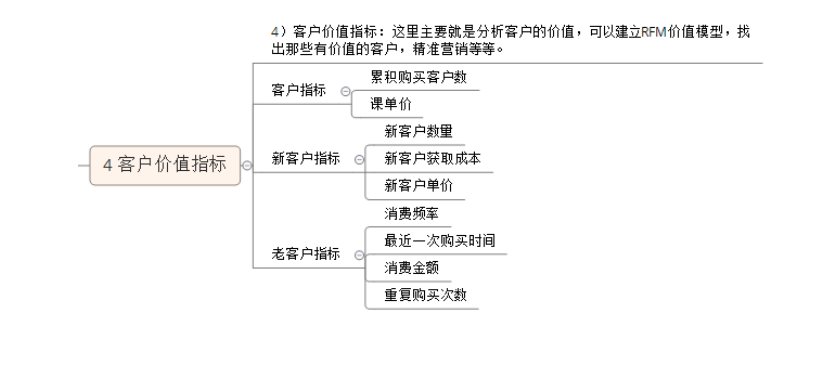 4）客户价值指标：这里主要就是分析客户的价值，可以建立RFM价值模型，找
出那些有价值的客户，精准营销等等。
4 客户价值指标
客户指标
累积购买客户数
课单价
新客户指标
新客户数量
新客户获取成本
新客户单价
老客户指标
消费频率
最近一次购买时间
消费金额
重复购买次数